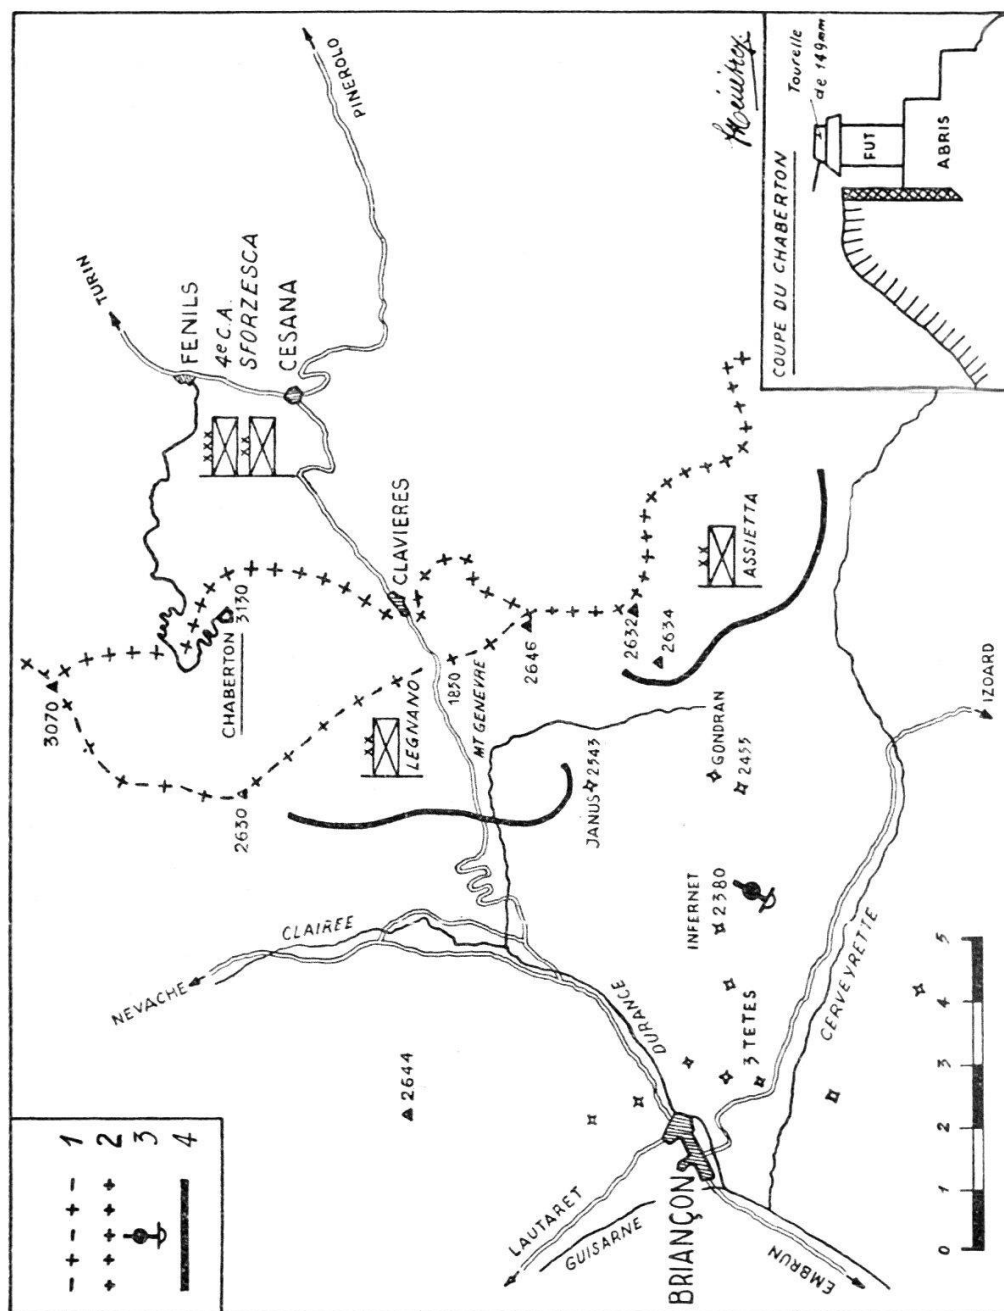 1
2
3
4
NEVACHE
CLAIREE
2630
3070
CHABERTON
3130
FENILS
TURIN
4e C.A.
SFORZESCA
CESANA
PINEROLO
LEGNANO
CLAVIERES
2644
1850
MT GENEVRE
2646
LAUTARET
GUISARNE
DURANCE
JANUS 2543
2632
2634
BRIANÇON
INFERNET
2380
GONDRAN
2455
ASSIETTA
3 TETES
EMBRUN
CERVEYRETTE
IZOARD
0 1 2 3 4 5
COUPE DU CHABERTON
Tourelle
de 149mm
FUT
ABRIS